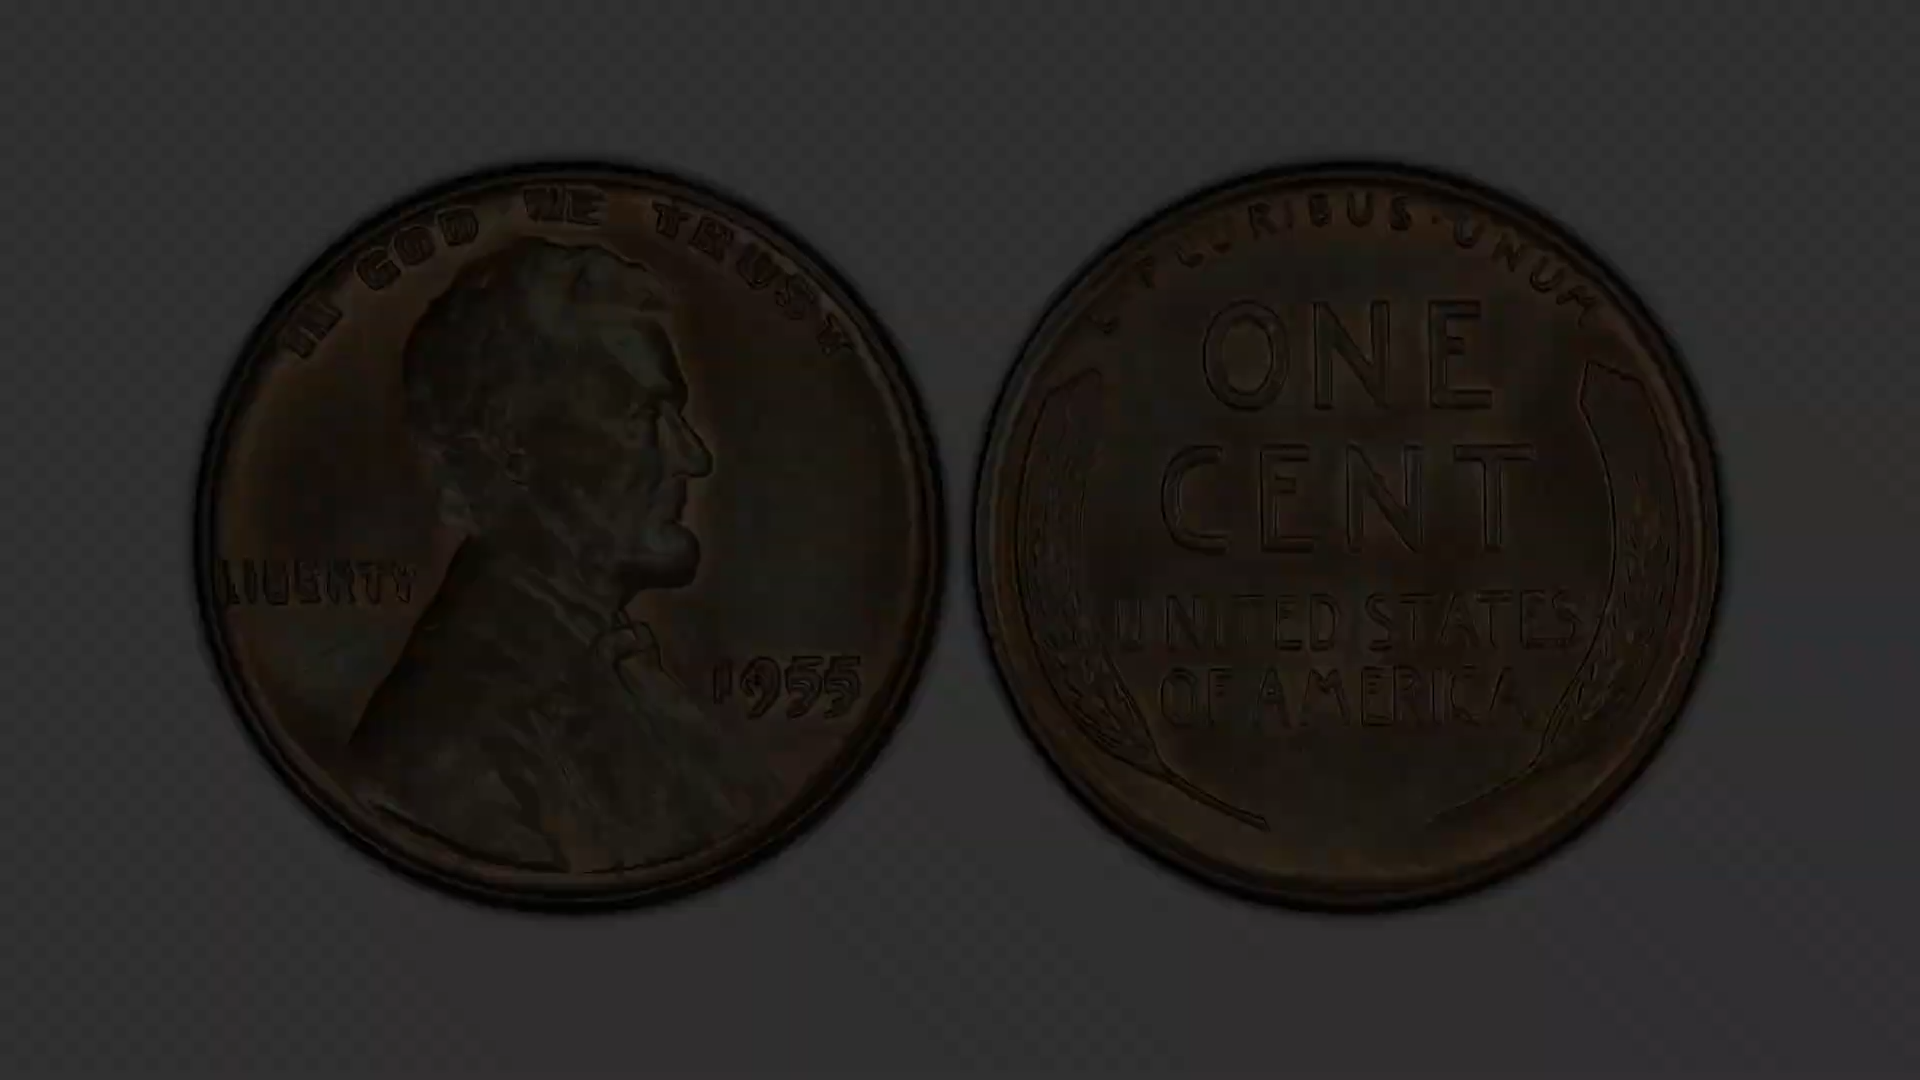 IN GOD WE TRUST
LIBERTY
1955
E·PLURIBUS·UNUM
ONE
CENT
UNITED STATES
OF AMERICA